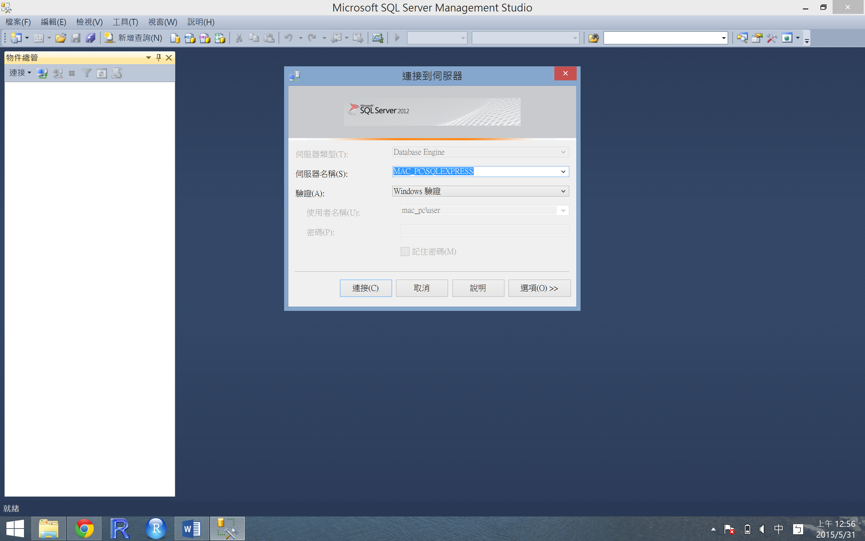 Microsoft SQL Server Management Studio
檔案(F) 編輯(E) 檢視(V) 工具(T) 視窗(W) 說明(H)
新增查詢(N)
物件總管
連接
連接到伺服器
Microsoft
SQL Server 2012
伺服器類型(T): Database Engine
伺服器名稱(S): MAC_PC\SQLEXPRESS
驗證(A): Windows 驗證
使用者名稱(U): mac_pc\user
密碼(P):
記住密碼(M)
連接(C) 取消 說明 選項(O) >>
就緒
中
上午 12:56
2015/5/31